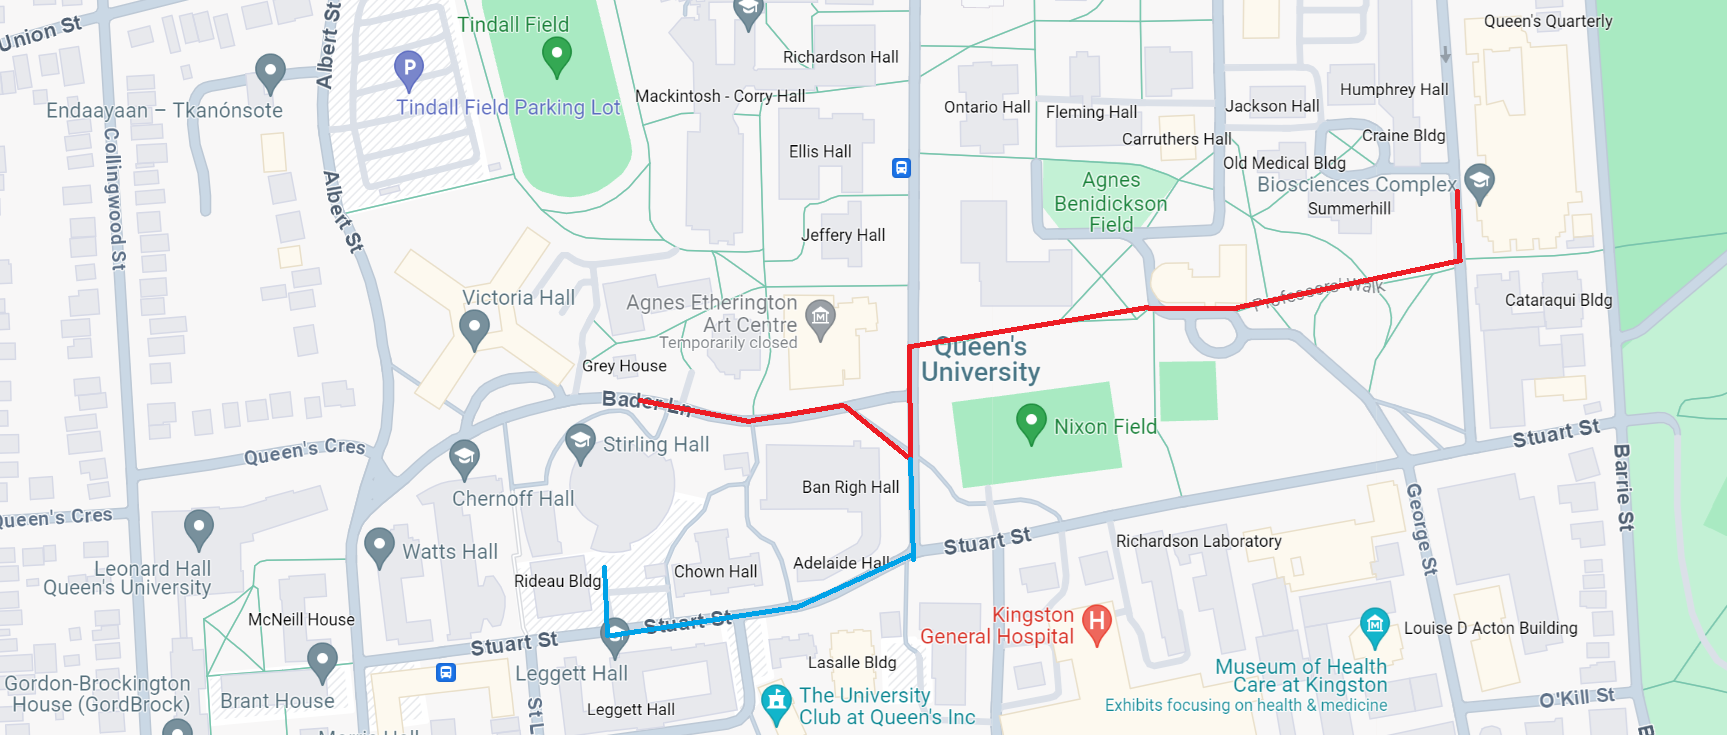 Union St
Albert St
Tindall Field
Queen's Quarterly
Richardson Hall
P
Endaayaan – Tkanónsote
Tindall Field Parking Lot
Mackintosh - Corry Hall
Ontario Hall
Fleming Hall
Jackson Hall
Humphrey Hall
Carruthers Hall
Craine Bldg
Collingwood St
Ellis Hall
Old Medical Bldg
Albert St
Agnes
Benidickson
Field
Biosciences Complex
Summerhill
Jeffery Hall
Victoria Hall
Agnes Etherington
Art Centre
Temporarily closed
Professors' Walk
Cataraqui Bldg
Queen's
University
Grey House
Bader Ln
Nixon Field
Stirling Hall
Queen's Cres
Stuart St
Chernoff Hall
Ban Righ Hall
Barrie St
George St
Queen's Cres
Watts Hall
Stuart St
Richardson Laboratory
Leonard Hall
Queen's University
Rideau Bldg
Chown Hall
Adelaide Hall
McNeill House
Stuart St
Stuart St
Kingston
General Hospital
H
Louise D Acton Building
Leggett Hall
Lasalle Bldg
Museum of Health
Care at Kingston
Exhibits focusing on health & medicine
Gordon-Brockington
House (GordBrock)
Brant House
Leggett Hall
The University
Club at Queen's Inc
O'Kill St
St L
Morris Hall
B